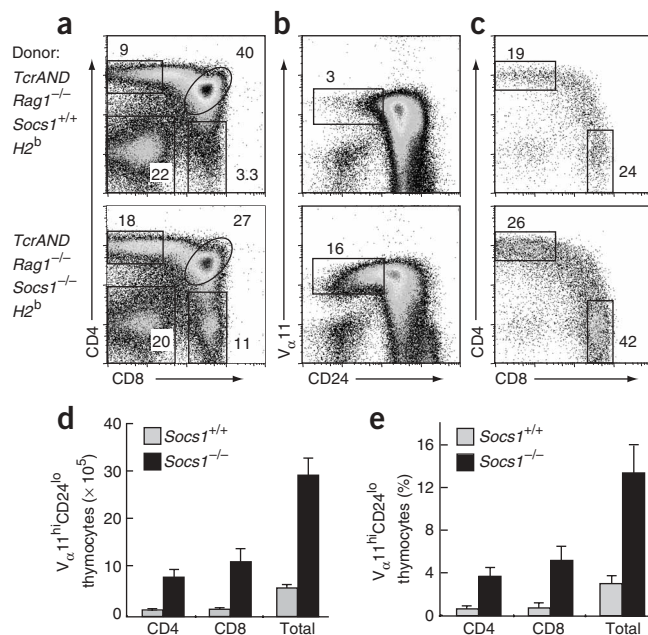 a
b
c
Donor:
TcrAND
Rag1–/–
Socs1+/+
H2b
9
40
22
3.3
3
19
24
TcrAND
Rag1–/–
Socs1–/–
H2b
18
27
20
11
16
26
42
CD4
CD8
Vα11
CD24
CD4
CD8
d
Socs1+/+
Socs1–/–
Vα11hiCD24lo
thymocytes (× 105)
40
30
20
10
0
CD4
CD8
Total
e
Socs1+/+
Socs1–/–
Vα11hiCD24lo
thymocytes (%)
16
12
8
4
0
CD4
CD8
Total